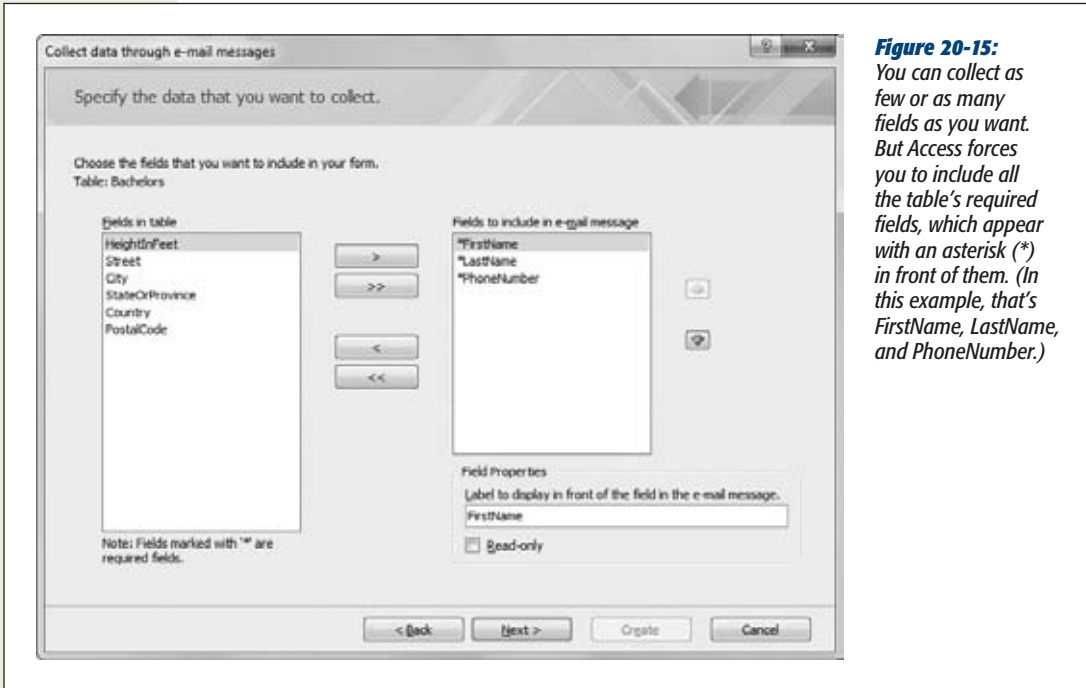 Collect data through e-mail messages
Specify the data that you want to collect.
Choose the fields that you want to include in your form.
Table: Bachelors
Fields in table
HeightInFeet
Street
City
StateOrProvince
Country
PostalCode
Note: Fields marked with '*' are
required fields.
>
>>
<
<<
Fields to include in e-mail message
*FirstName
*LastName
*PhoneNumber
Field Properties
Label to display in front of the field in the e-mail message.
FirstName
Read-only
< Back
Next >
Create
Cancel
Figure 20-15:
You can collect as
few or as many
fields as you want.
But Access forces
you to include all
the table's required
fields, which appear
with an asterisk (*)
in front of them. (In
this example, that's
FirstName, LastName,
and PhoneNumber.)